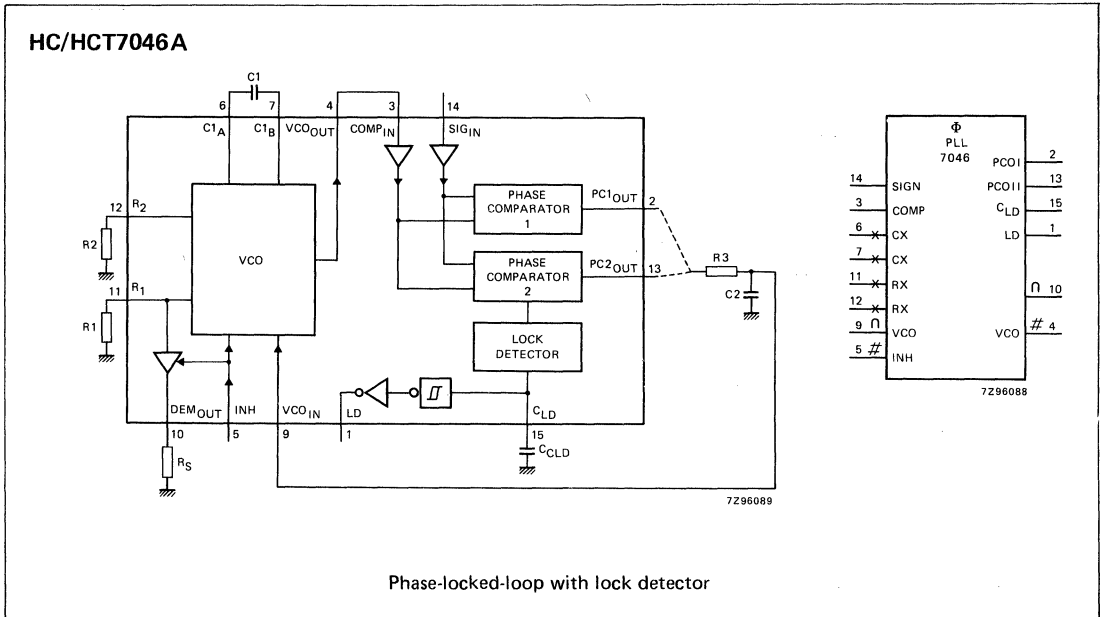 HC/HCT7046A
C1
6 7 4 3 14
C1A C1B VCOOUT COMPIN SIGIN
12 R2
R2
11 R1
R1
VCO
PHASE
COMPARATOR
1
PC1OUT 2
PHASE
COMPARATOR
2
PC2OUT 13
R3
C2
LOCK
DETECTOR
DEMOUT INH VCOIN LD CLD
10 5 9 1 15
RS
CCLD
7Z96089
Φ
PLL
7046
14 SIGN
3 COMP
6 CX
7 CX
11 RX
12 RX
9 ∩ VCO
5 # INH
PCOI 2
PCOII 13
CLD 15
LD 1
∩ 10
VCO # 4
7Z96088
Phase-locked-loop with lock detector